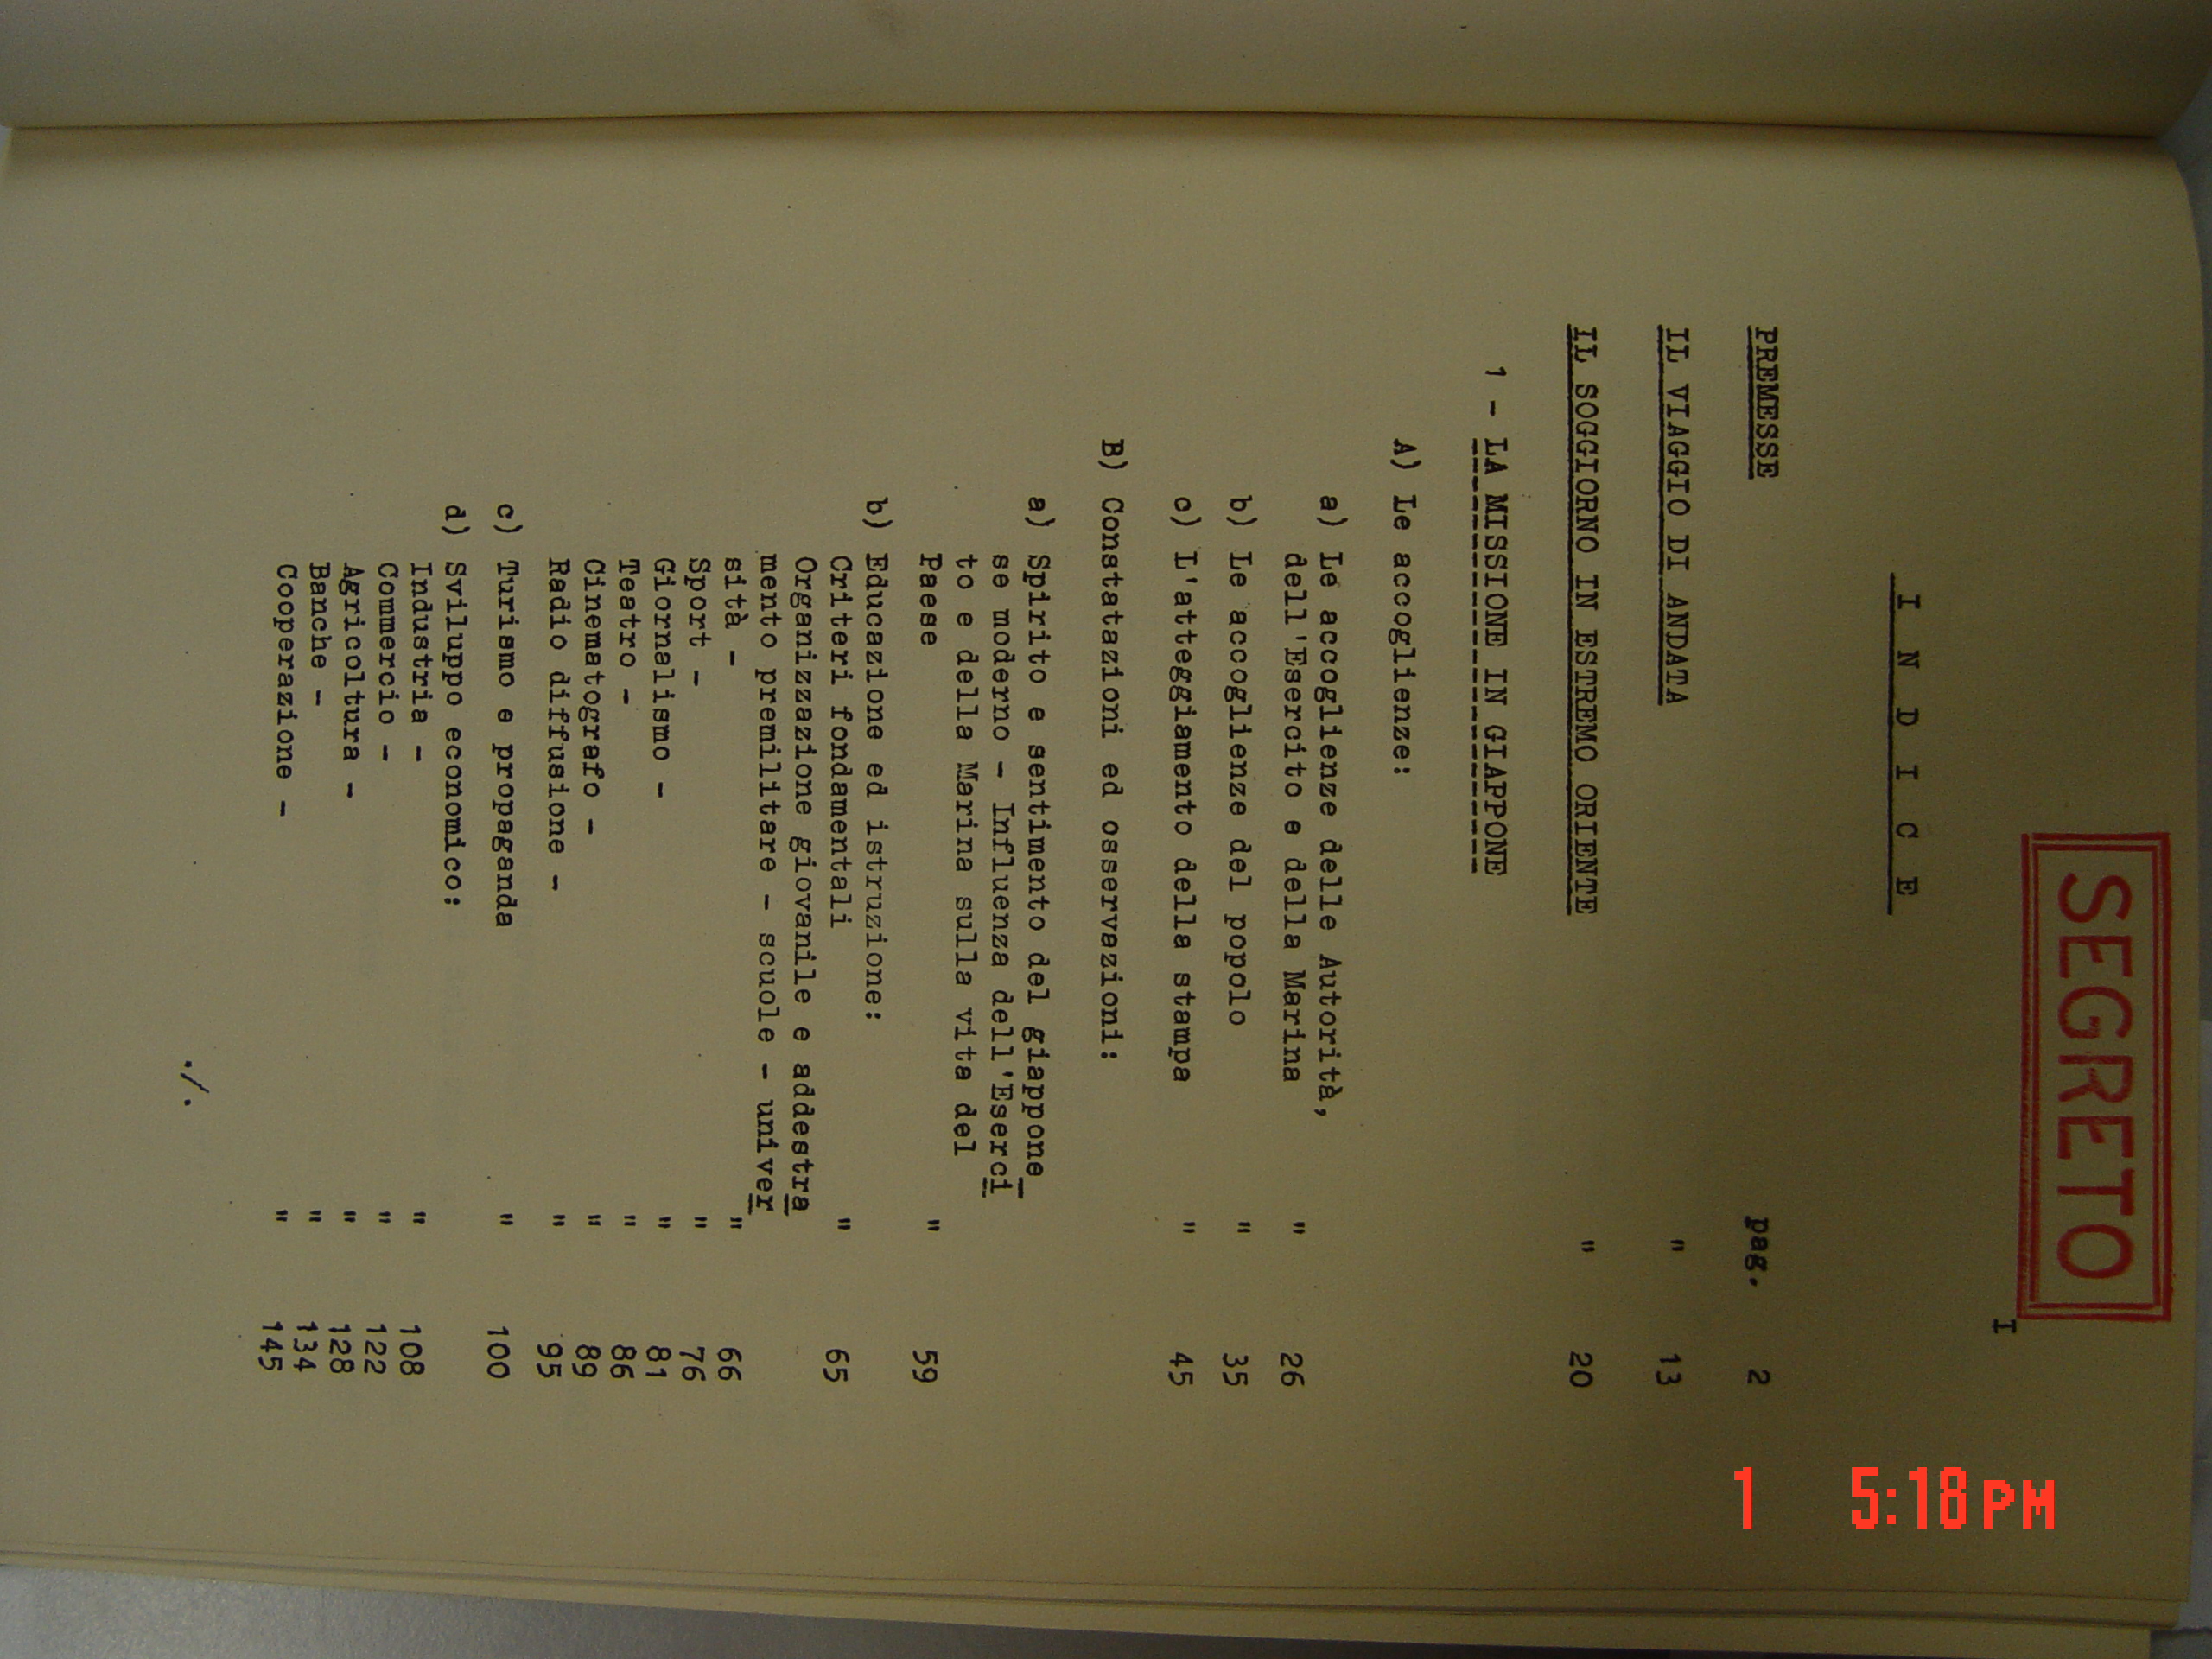 SEGRETO
I
I N D I C E
PREMESSE pag. 2
IL VIAGGIO DI ANDATA " 13
IL SOGGIORNO IN ESTREMO ORIENTE " 20
1 - LA MISSIONE IN GIAPPONE
A) Le accoglienze:
a) Le accoglienze delle Autorità,
dell'Esercito e della Marina " 26
b) Le accoglienze del popolo " 35
c) L'atteggiamento della stampa " 45
B) Constatazioni ed osservazioni:
a) Spirito e sentimento del giappone_
se moderno - Influenza dell'Eserci
to e della Marina sulla vita del
Paese " 59
b) Educazione ed istruzione:
Criteri fondamentali " 65
Organizzazione giovanile e addestra
mento premilitare - scuole - univer
sità - " 66
Sport - " 76
Giornalismo - " 81
Teatro - " 86
Cinematografo - " 89
Radio diffusione - " 95
c) Turismo e propaganda " 100
d) Sviluppo economico:
Industria - " 108
Commercio - " 122
Agricoltura - " 128
Banche - " 134
Cooperazione - " 145
./.
1 5:18 PM